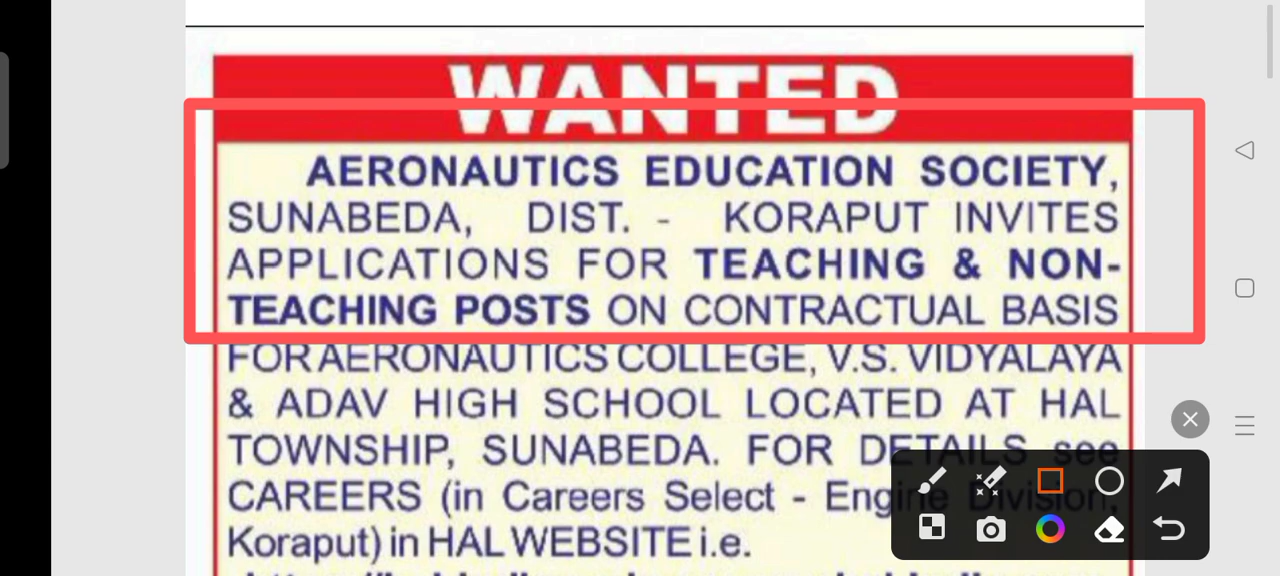 WANTED
AERONAUTICS EDUCATION SOCIETY,
SUNABEDA, DIST. - KORAPUT INVITES
APPLICATIONS FOR TEACHING & NON-
TEACHING POSTS ON CONTRACTUAL BASIS
FOR AERONAUTICS COLLEGE, V.S. VIDYALAYA
& ADAV HIGH SCHOOL LOCATED AT HAL
TOWNSHIP, SUNABEDA. FOR DETAILS see
CAREERS (in Careers Select - Engine Division,
Koraput) in HAL WEBSITE i.e.